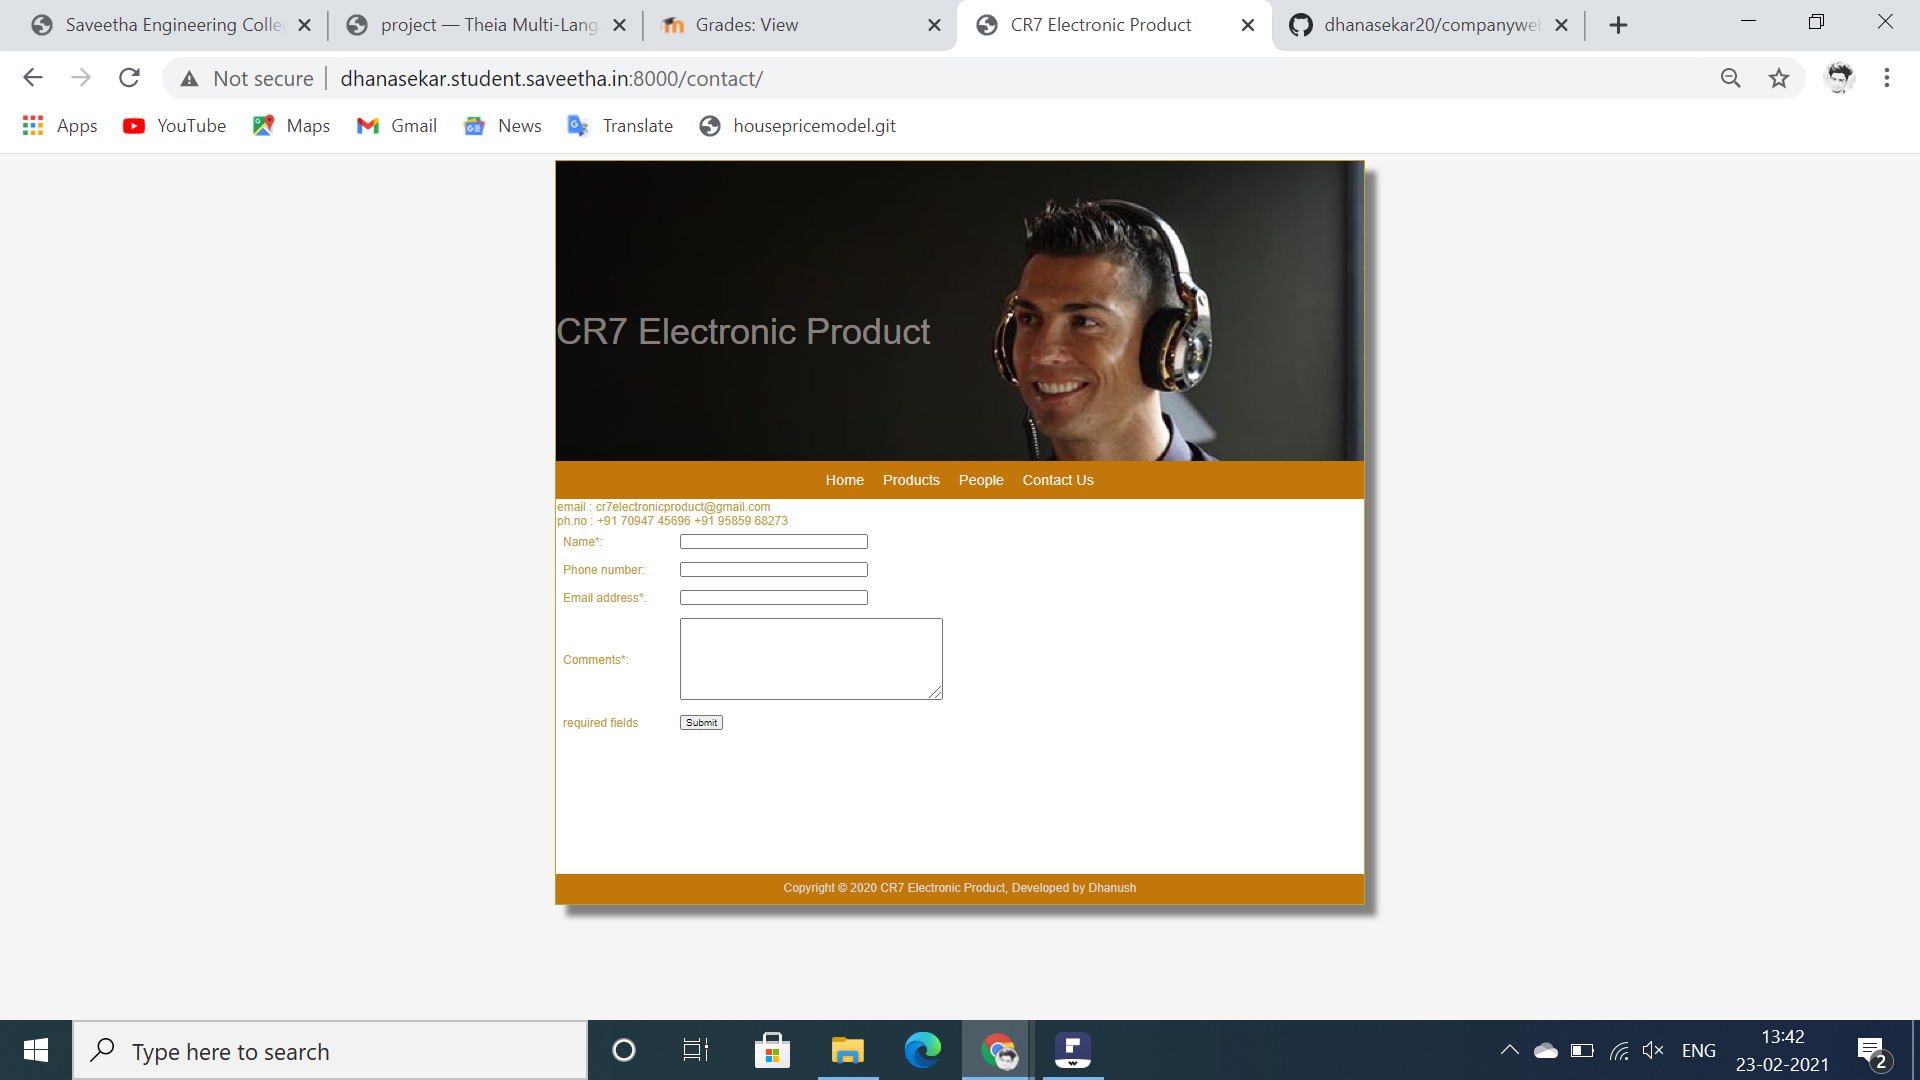 Saveetha Engineering Colle
project — Theia Multi-Lang
Grades: View
CR7 Electronic Product
dhanasekar20/companyweb
Not secure
dhanasekar.student.saveetha.in:8000/contact/
Apps
YouTube
Maps
Gmail
News
Translate
housepricemodel.git
CR7 Electronic Product
Home
Products
People
Contact Us
email : cr7electronicproduct@gmail.com
ph.no : +91 70947 45696 +91 95859 68273
Name*:
Phone number:
Email address*:
Comments*:
required fields
Submit
Copyright © 2020 CR7 Electronic Product, Developed by Dhanush
Type here to search
ENG
13:42
23-02-2021
2